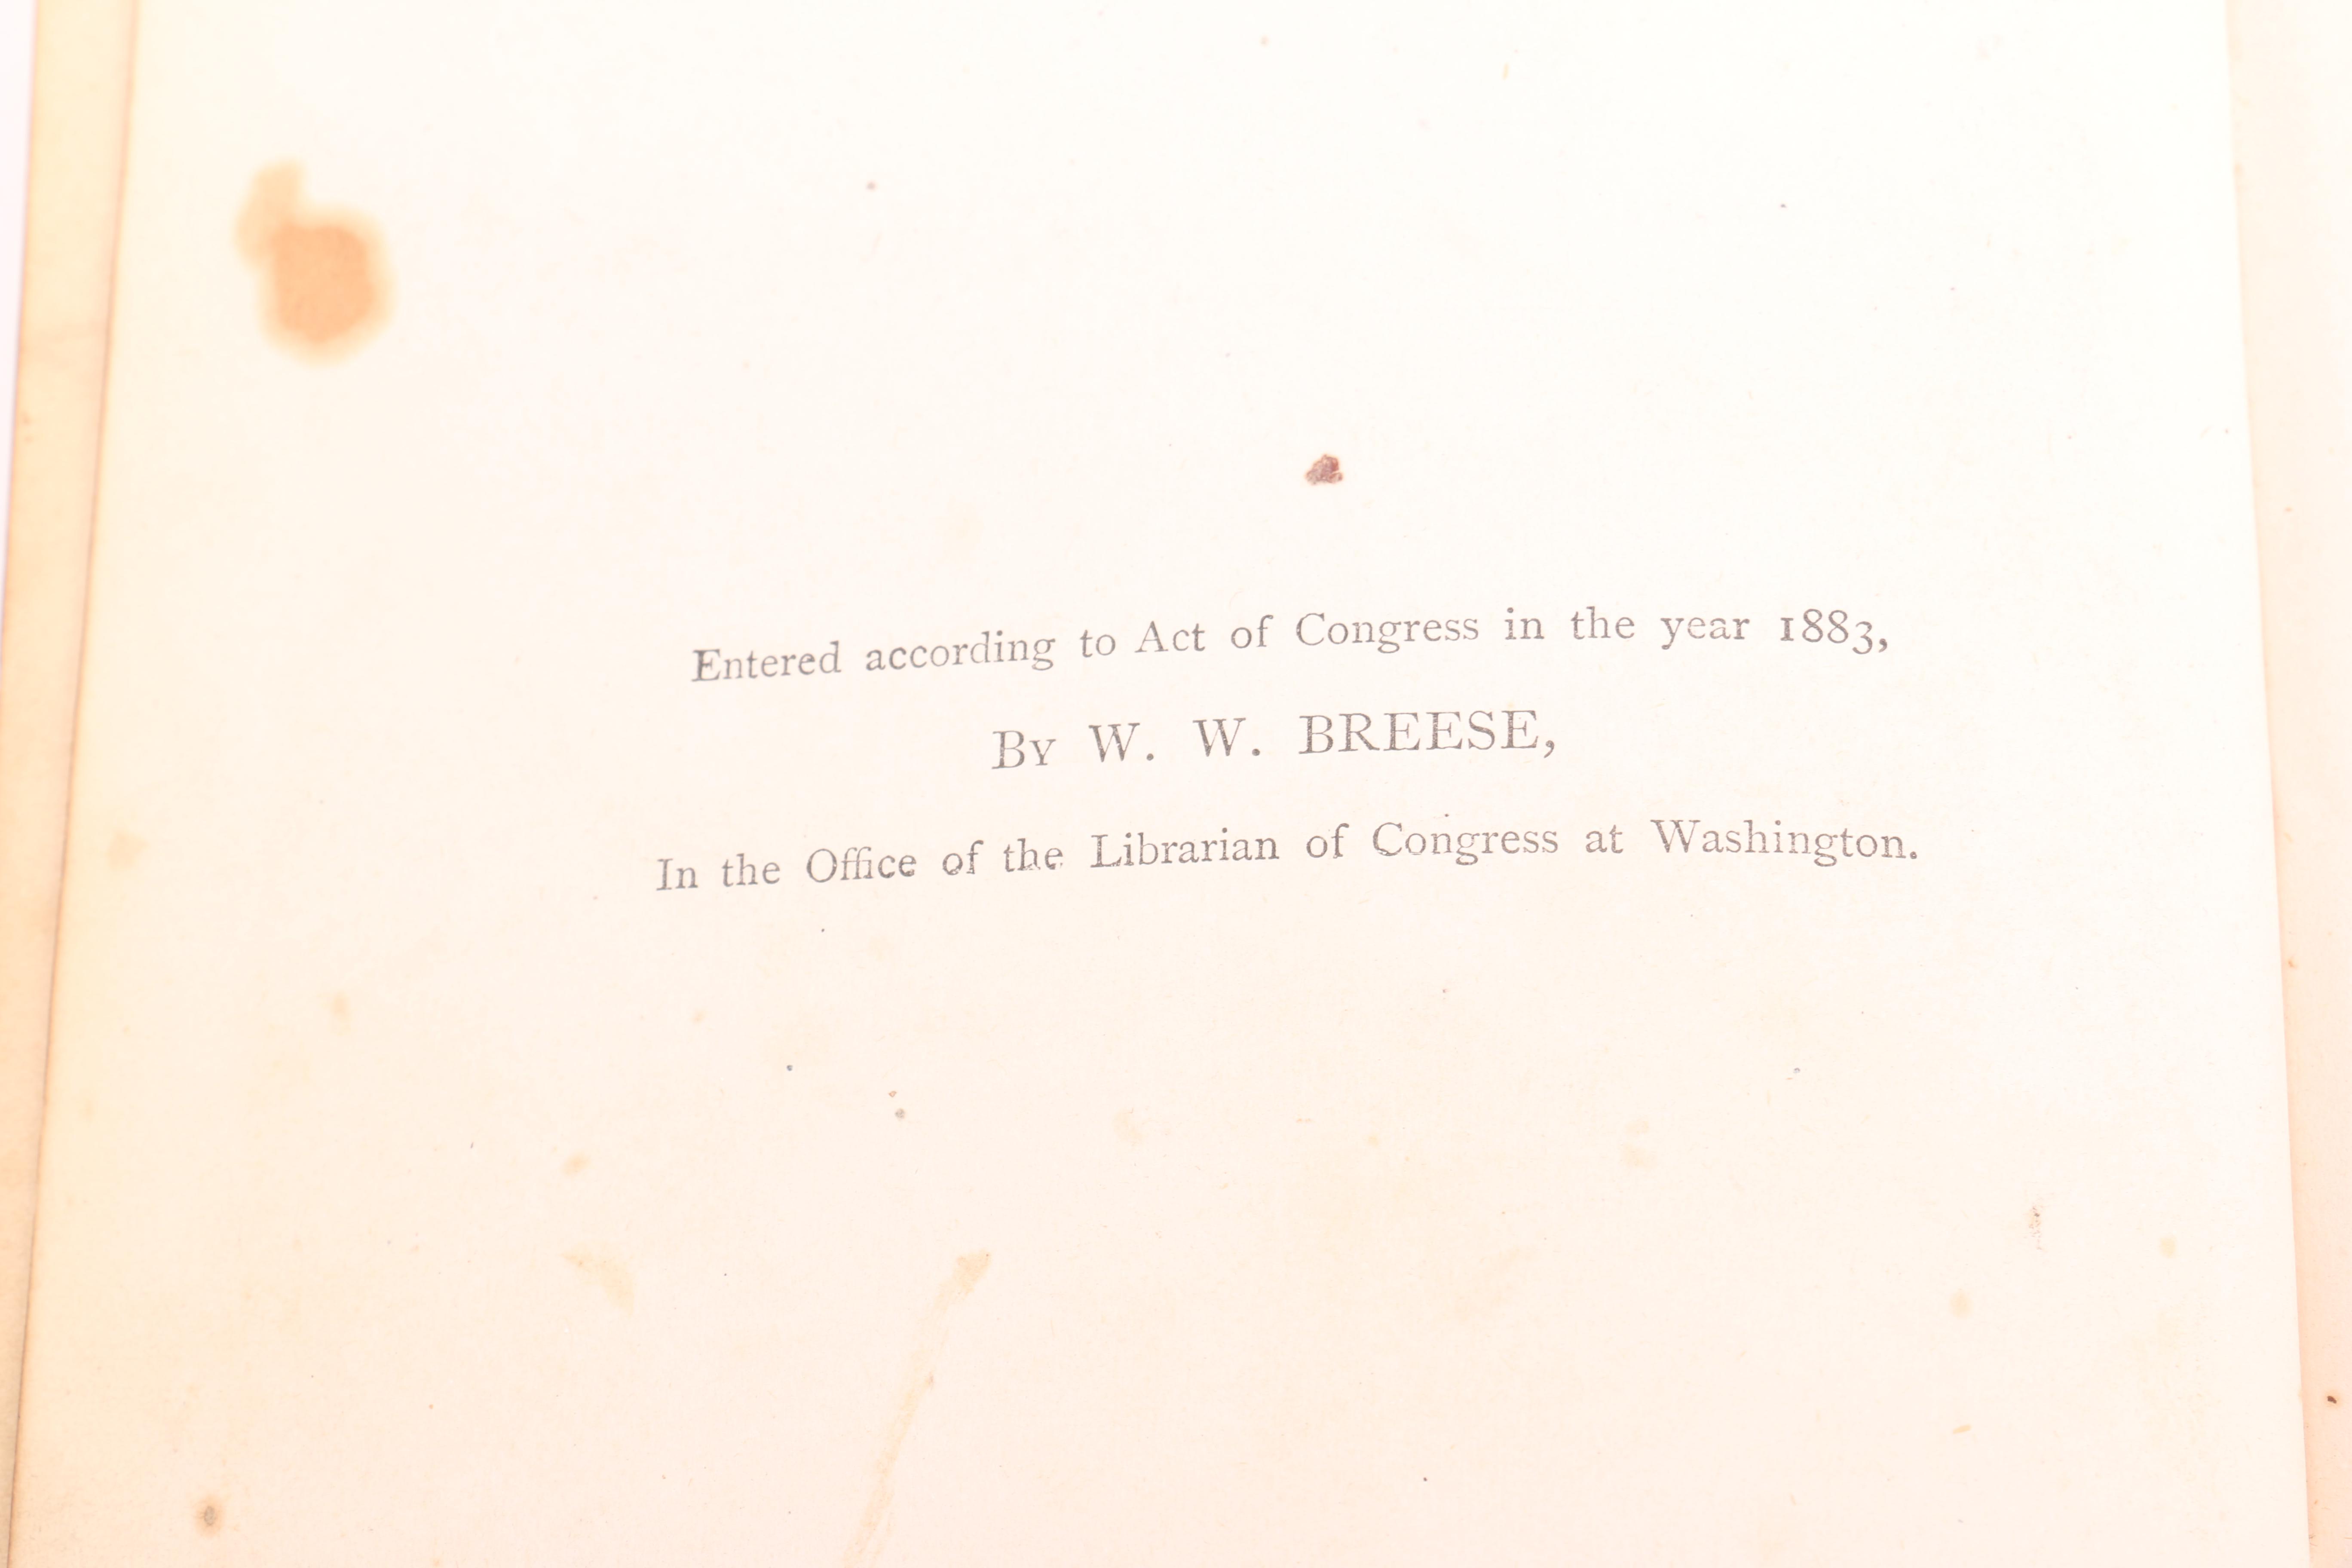 Entered according to Act of Congress in the year 1883,
By W. W. BREESE,
In the Office of the Librarian of Congress at Washington.